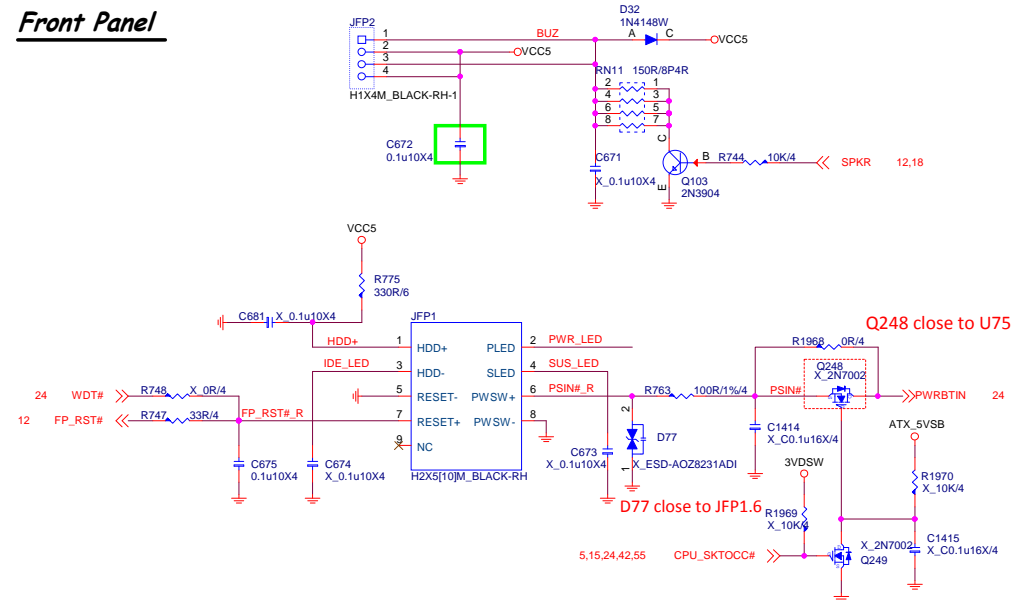 Front Panel
D32
1N4148W
JFP2
1
BUZ
A
C
VCC5
2
VCC5
3
RN11 150R/8P4R
4
2
1
4
3
H1X4M_BLACK-RH-1
6
5
8
7
C672
0.1u10X4
C
C671
X_0.1u10X4
B
R744
10K/4
SPKR
12,18
E
Q103
2N3904
VCC5
R775
330R/6
C681
X_0.1u10X4
JFP1
Q248 close to U75
HDD+
1
HDD+
PLED
2
PWR_LED
R1968
0R/4
IDE_LED
3
HDD-
SLED
4
SUS_LED
Q248
X_2N7002
24
WDT#
R748
X_0R/4
5
RESET-
PWSW+
6
PSIN#_R
R763
100R/1%/4
PSIN#
PWRBTIN
24
12
FP_RST#
R747
33R/4
FP_RST#_R
7
RESET+
PWSW-
8
2
C1414
X_C0.1u16X/4
ATX_5VSB
9
NC
D77
C675
0.1u10X4
C674
X_0.1u10X4
C673
X_0.1u10X4
1
X_ESD-AOZ8231ADI
3VDSW
H2X5[10]M_BLACK-RH
R1970
X_10K/4
D77 close to JFP1.6
R1969
X_10K/4
5,15,24,42,55
CPU_SKTOCC#
X_2N7002
Q249
C1415
X_C0.1u16X/4